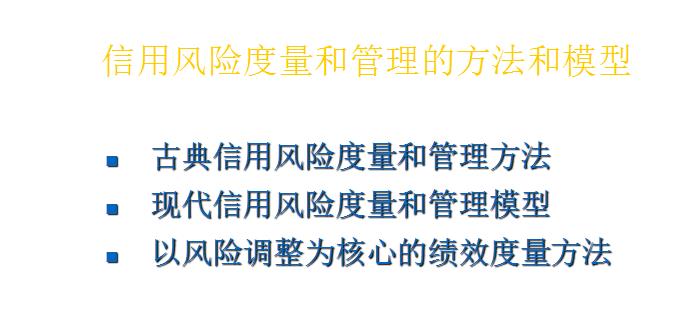 信用风险度量和管理的方法和模型
古典信用风险度量和管理方法
现代信用风险度量和管理模型
以风险调整为核心的绩效度量方法